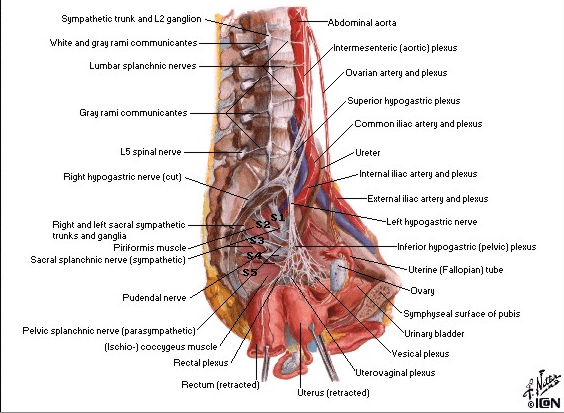 Sympathetic trunk and L2 ganglion
White and gray rami communicantes
Lumbar splanchnic nerves
Gray rami communicantes
L5 spinal nerve
Right hypogastric nerve (cut)
Right and left sacral sympathetic
trunks and ganglia
Piriformis muscle
Sacral splanchnic nerve (sympathetic)
Pudendal nerve
Pelvic splanchnic nerve (parasympathetic)
(Ischio-) coccygeus muscle
Rectal plexus
Rectum (retracted)
S1
S2
S3
S4
S5
Abdominal aorta
Intermesenteric (aortic) plexus
Ovarian artery and plexus
Superior hypogastric plexus
Common iliac artery and plexus
Ureter
Internal iliac artery and plexus
External iliac artery and plexus
Left hypogastric nerve
Inferior hypogastric (pelvic) plexus
Uterine (Fallopian) tube
Ovary
Symphyseal surface of pubis
Urinary bladder
Vesical plexus
Uterovaginal plexus
Uterus (retracted)
©ICON